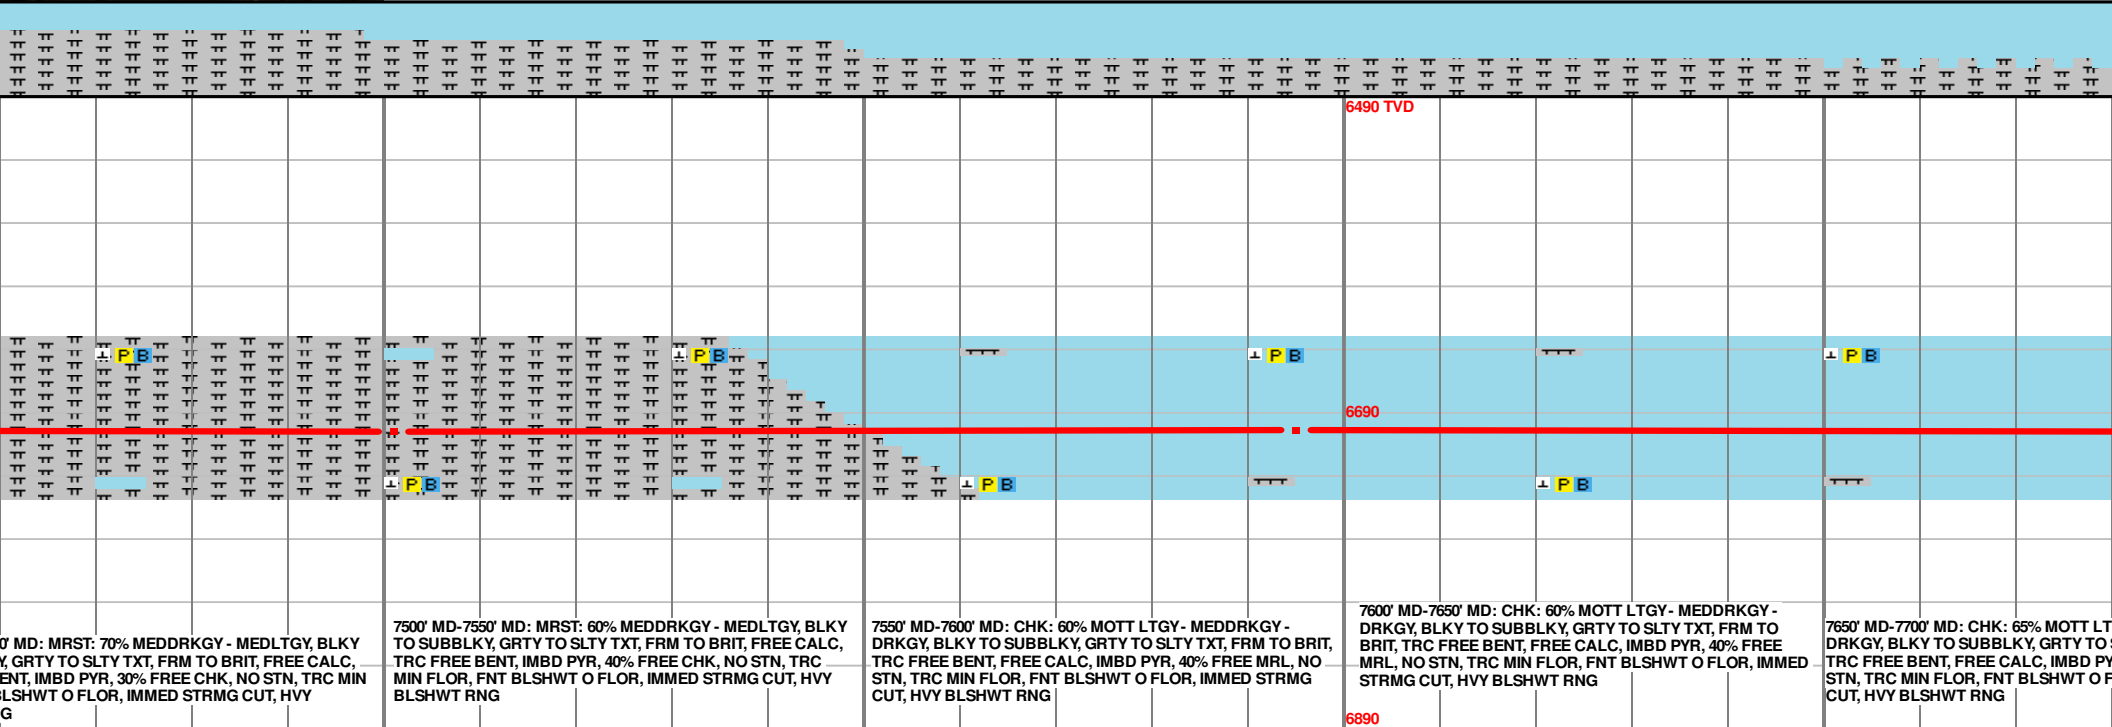 6490 TVD
P B
P B
P B
P B
6690
P B
P B
P B
0' MD: MRST: 70% MEDDRKGY - MEDLTGY, BLKY
Y, GRTY TO SLTY TXT, FRM TO BRIT, FREE CALC,
ENT, IMBD PYR, 30% FREE CHK, NO STN, TRC MIN
LSHWT O FLOR, IMMED STRMG CUT, HVY
G
7500' MD-7550' MD: MRST: 60% MEDDRKGY - MEDLTGY, BLKY
TO SUBBLKY, GRTY TO SLTY TXT, FRM TO BRIT, FREE CALC,
TRC FREE BENT, IMBD PYR, 40% FREE CHK, NO STN, TRC
MIN FLOR, FNT BLSHWT O FLOR, IMMED STRMG CUT, HVY
BLSHWT RNG
7550' MD-7600' MD: CHK: 60% MOTT LTGY - MEDDRKGY -
DRKGY, BLKY TO SUBBLKY, GRTY TO SLTY TXT, FRM TO BRIT,
TRC FREE BENT, FREE CALC, IMBD PYR, 40% FREE MRL, NO
STN, TRC MIN FLOR, FNT BLSHWT O FLOR, IMMED STRMG
CUT, HVY BLSHWT RNG
7600' MD-7650' MD: CHK: 60% MOTT LTGY - MEDDRKGY -
DRKGY, BLKY TO SUBBLKY, GRTY TO SLTY TXT, FRM TO
BRIT, TRC FREE BENT, FREE CALC, IMBD PYR, 40% FREE
MRL, NO STN, TRC MIN FLOR, FNT BLSHWT O FLOR, IMMED
STRMG CUT, HVY BLSHWT RNG
7650' MD-7700' MD: CHK: 65% MOTT LT
DRKGY, BLKY TO SUBBLKY, GRTY TO S
TRC FREE BENT, FREE CALC, IMBD PY
STN, TRC MIN FLOR, FNT BLSHWT O F
CUT, HVY BLSHWT RNG
6890